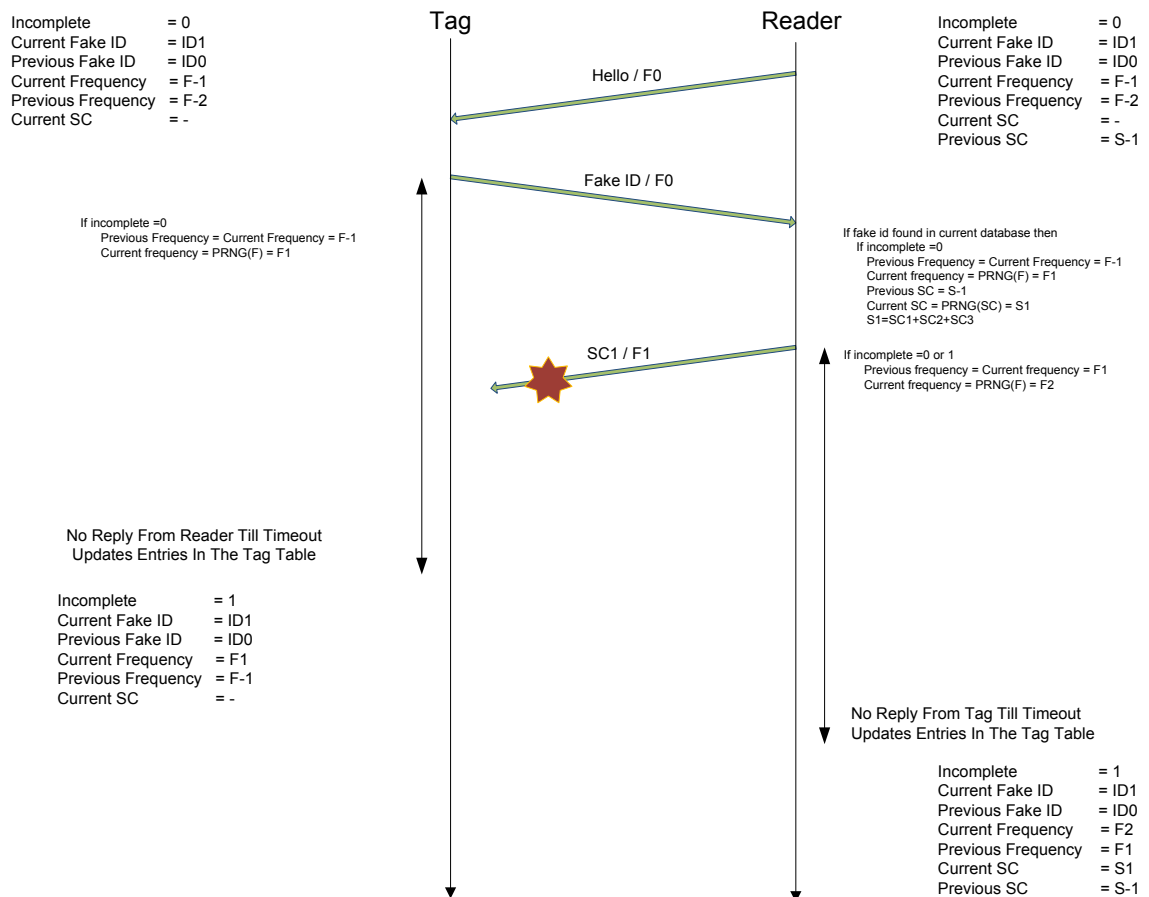 Tag
Reader
Incomplete = 0
Current Fake ID = ID1
Previous Fake ID = ID0
Current Frequency = F-1
Previous Frequency = F-2
Current SC = -
Incomplete = 0
Current Fake ID = ID1
Previous Fake ID = ID0
Current Frequency = F-1
Previous Frequency = F-2
Current SC = -
Previous SC = S-1
Hello / F0
Fake ID / F0
If incomplete =0
Previous Frequency = Current Frequency = F-1
Current frequency = PRNG(F) = F1
If fake id found in current database then
If incomplete =0
Previous Frequency = Current Frequency = F-1
Current frequency = PRNG(F) = F1
Previous SC = S-1
Current SC = PRNG(SC) = S1
S1=SC1+SC2+SC3
SC1 / F1
If incomplete =0 or 1
Previous frequency = Current frequency = F1
Current frequency = PRNG(F) = F2
No Reply From Reader Till Timeout
Updates Entries In The Tag Table
Incomplete = 1
Current Fake ID = ID1
Previous Fake ID = ID0
Current Frequency = F1
Previous Frequency = F-1
Current SC = -
No Reply From Tag Till Timeout
Updates Entries In The Tag Table
Incomplete = 1
Current Fake ID = ID1
Previous Fake ID = ID0
Current Frequency = F2
Previous Frequency = F1
Current SC = S1
Previous SC = S-1